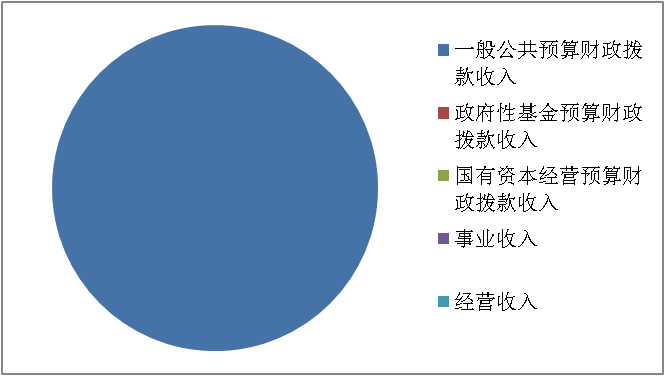 一般公共预算财政拨
款收入
政府性基金预算财政
拨款收入
国有资本经营预算财
政拨款收入
事业收入
经营收入